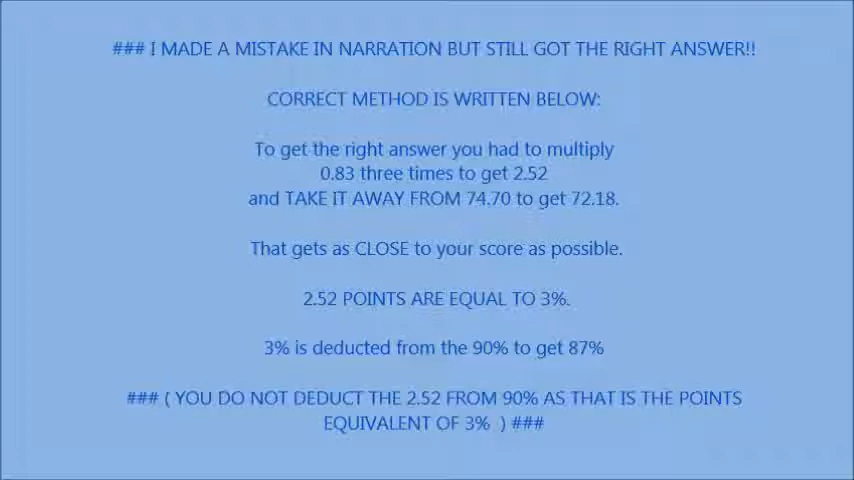 ### I MADE A MISTAKE IN NARRATION BUT STILL GOT THE RIGHT ANSWER!!
CORRECT METHOD IS WRITTEN BELOW:
To get the right answer you had to multiply
0.83 three times to get 2.52
and TAKE IT AWAY FROM 74.70 to get 72.18.
That gets as CLOSE to your score as possible.
2.52 POINTS ARE EQUAL TO 3%.
3% is deducted from the 90% to get 87%
### ( YOU DO NOT DEDUCT THE 2.52 FROM 90% AS THAT IS THE POINTS
EQUIVALENT OF 3% ) ###